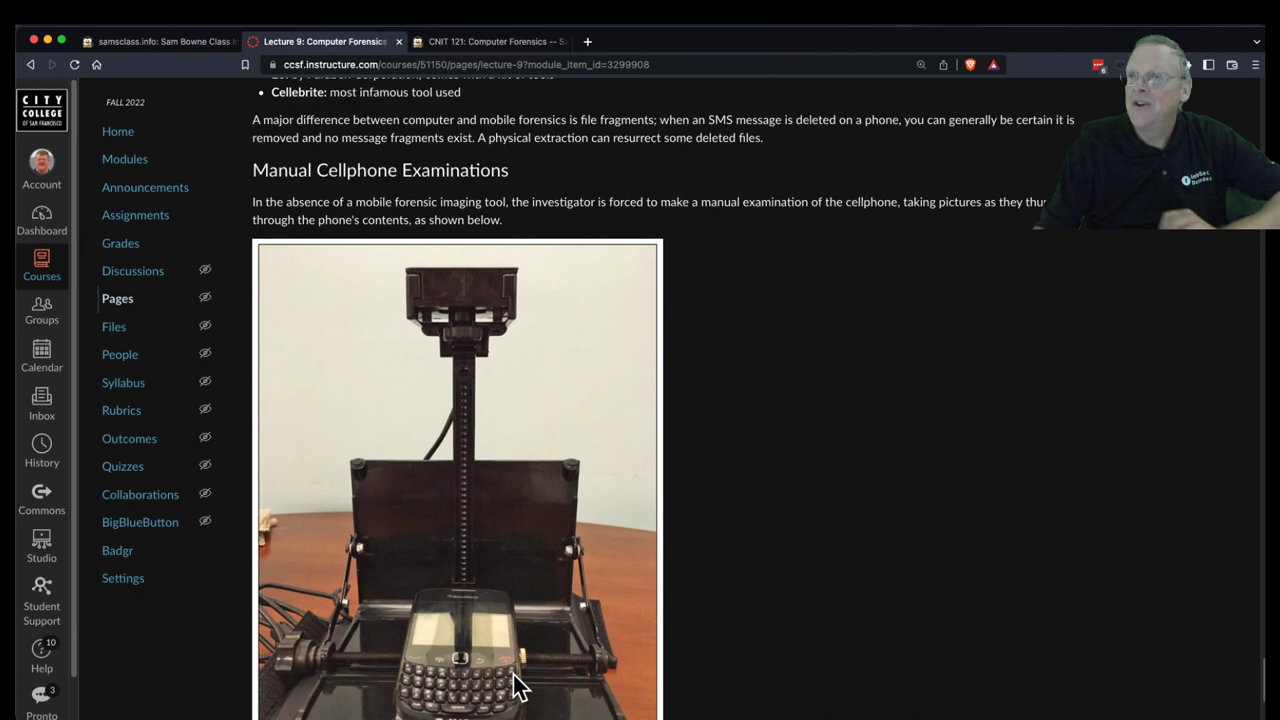 samsclass.info: Sam Bowne Class I
Lecture 9: Computer Forensics
CNIT 121: Computer Forensics -- S
ccsf.instructure.com/courses/51150/pages/lecture-9?module_item_id=3299908
6
CITY
COLLEGE
OF SAN FRANCISCO
Account
Dashboard
Courses
Groups
Calendar
Inbox
History
Commons
Studio
Student
Support
10
Help
3
Pronto
FALL 2022
Home
Modules
Announcements
Assignments
Grades
Discussions
Pages
Files
People
Syllabus
Rubrics
Outcomes
Quizzes
Collaborations
BigBlueButton
Badgr
Settings
• Cellebrite: most infamous tool used
A major difference between computer and mobile forensics is file fragments; when an SMS message is deleted on a phone, you can generally be certain it is
removed and no message fragments exist. A physical extraction can resurrect some deleted files.
Manual Cellphone Examinations
In the absence of a mobile forensic imaging tool, the investigator is forced to make a manual examination of the cellphone, taking pictures as they thu
through the phone's contents, as shown below.